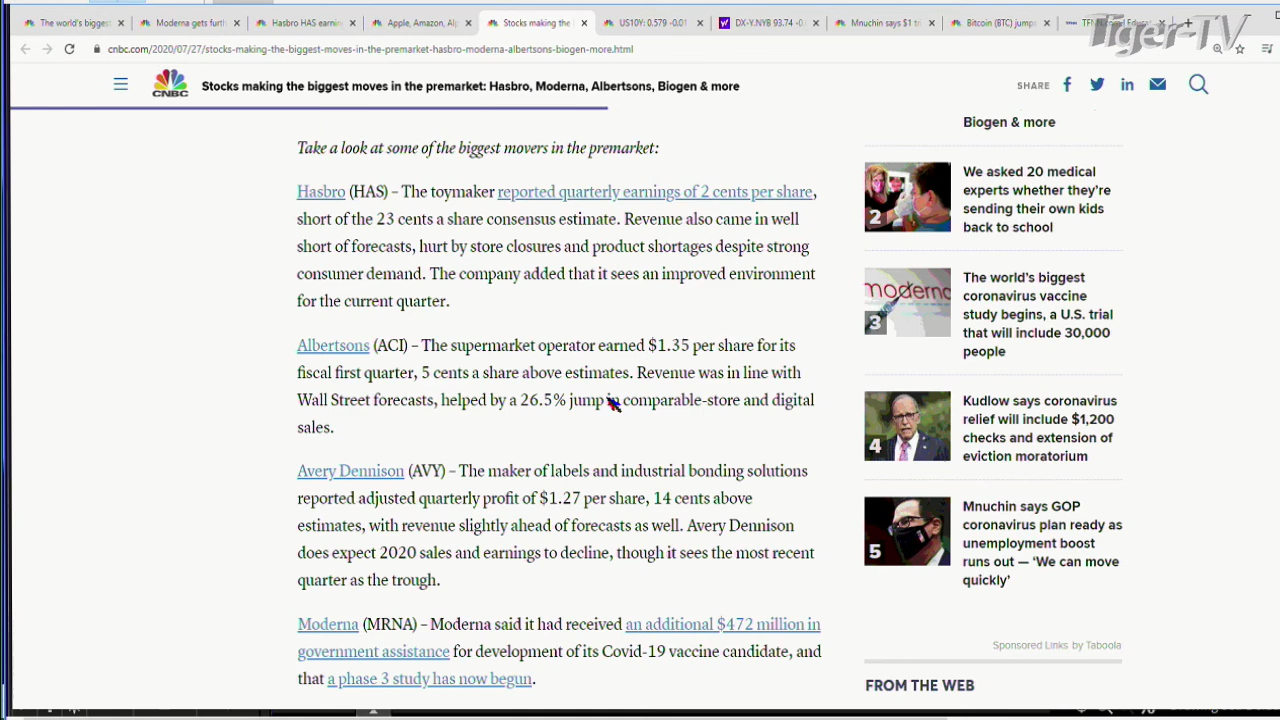 The world's biggest
Moderna gets furth
Hasbro HAS earnin
Apple, Amazon, Alp
Stocks making the
US10Y: 0.579 -0.01
DX-Y.NYB 93.74 -0.
Mnuchin says $1 tr
Bitcoin (BTC) jumps
Tiger-TV
cnbc.com/2020/07/27/stocks-making-the-biggest-moves-in-the-premarket-hasbro-moderna-albertsons-biogen-more.html
CNBC
Stocks making the biggest moves in the premarket: Hasbro, Moderna, Albertsons, Biogen & more
SHARE
Take a look at some of the biggest movers in the premarket:
Hasbro (HAS) – The toymaker reported quarterly earnings of 2 cents per share,
short of the 23 cents a share consensus estimate. Revenue also came in well
short of forecasts, hurt by store closures and product shortages despite strong
consumer demand. The company added that it sees an improved environment
for the current quarter.
Albertsons (ACI) – The supermarket operator earned $1.35 per share for its
fiscal first quarter, 5 cents a share above estimates. Revenue was in line with
Wall Street forecasts, helped by a 26.5% jump in comparable-store and digital
sales.
Avery Dennison (AVY) – The maker of labels and industrial bonding solutions
reported adjusted quarterly profit of $1.27 per share, 14 cents above
estimates, with revenue slightly ahead of forecasts as well. Avery Dennison
does expect 2020 sales and earnings to decline, though it sees the most recent
quarter as the trough.
Moderna (MRNA) – Moderna said it had received an additional $472 million in
government assistance for development of its Covid-19 vaccine candidate, and
that a phase 3 study has now begun.
Biogen & more
2
We asked 20 medical
experts whether they're
sending their own kids
back to school
moderna
3
The world's biggest
coronavirus vaccine
study begins, a U.S. trial
that will include 30,000
people
4
Kudlow says coronavirus
relief will include $1,200
checks and extension of
eviction moratorium
5
Mnuchin says GOP
coronavirus plan ready as
unemployment boost
runs out — 'We can move
quickly'
Sponsored Links by Taboola
FROM THE WEB